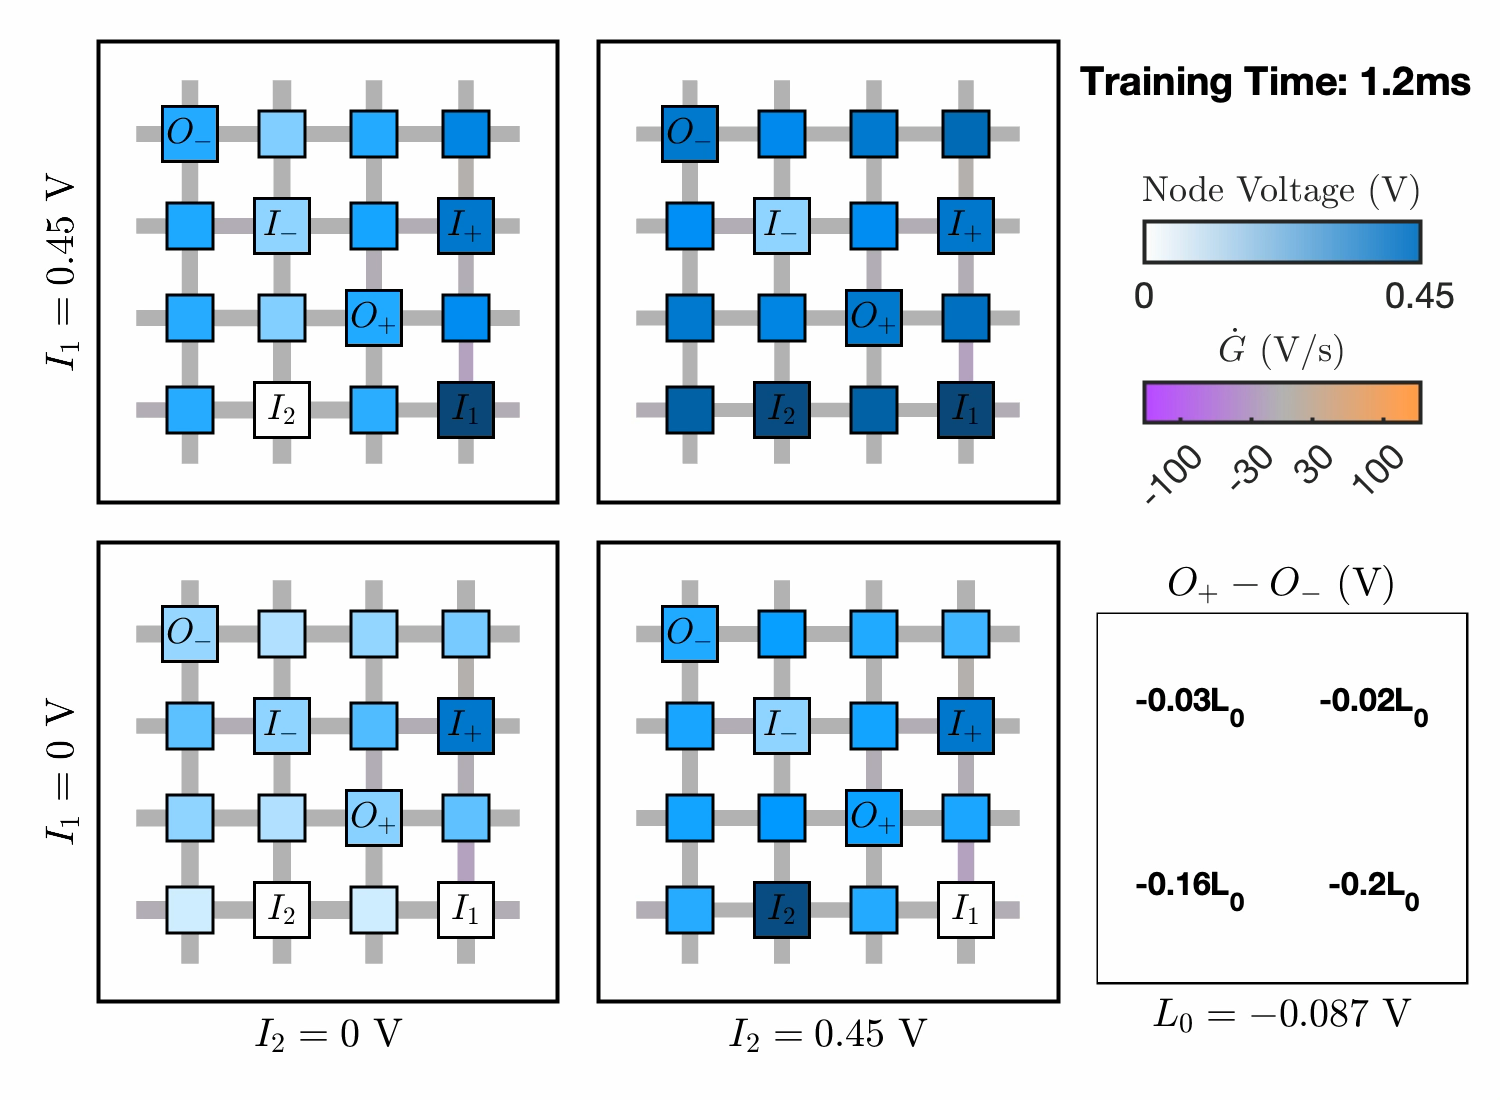 Training Time: 1.2ms
I₁ = 0.45 V
O₋
I₋
I₊
O₊
I₂
I₁
O₋
I₋
I₊
O₊
I₂
I₁
Node Voltage (V)
0 0.45
Ġ (V/s)
-100 -30 30 100
I₁ = 0 V
O₋
I₋
I₊
O₊
I₂
I₁
O₋
I₋
I₊
O₊
I₂
I₁
I₂ = 0 V
I₂ = 0.45 V
O₊ − O₋ (V)
-0.03L₀ -0.02L₀
-0.16L₀ -0.2L₀
L₀ = −0.087 V